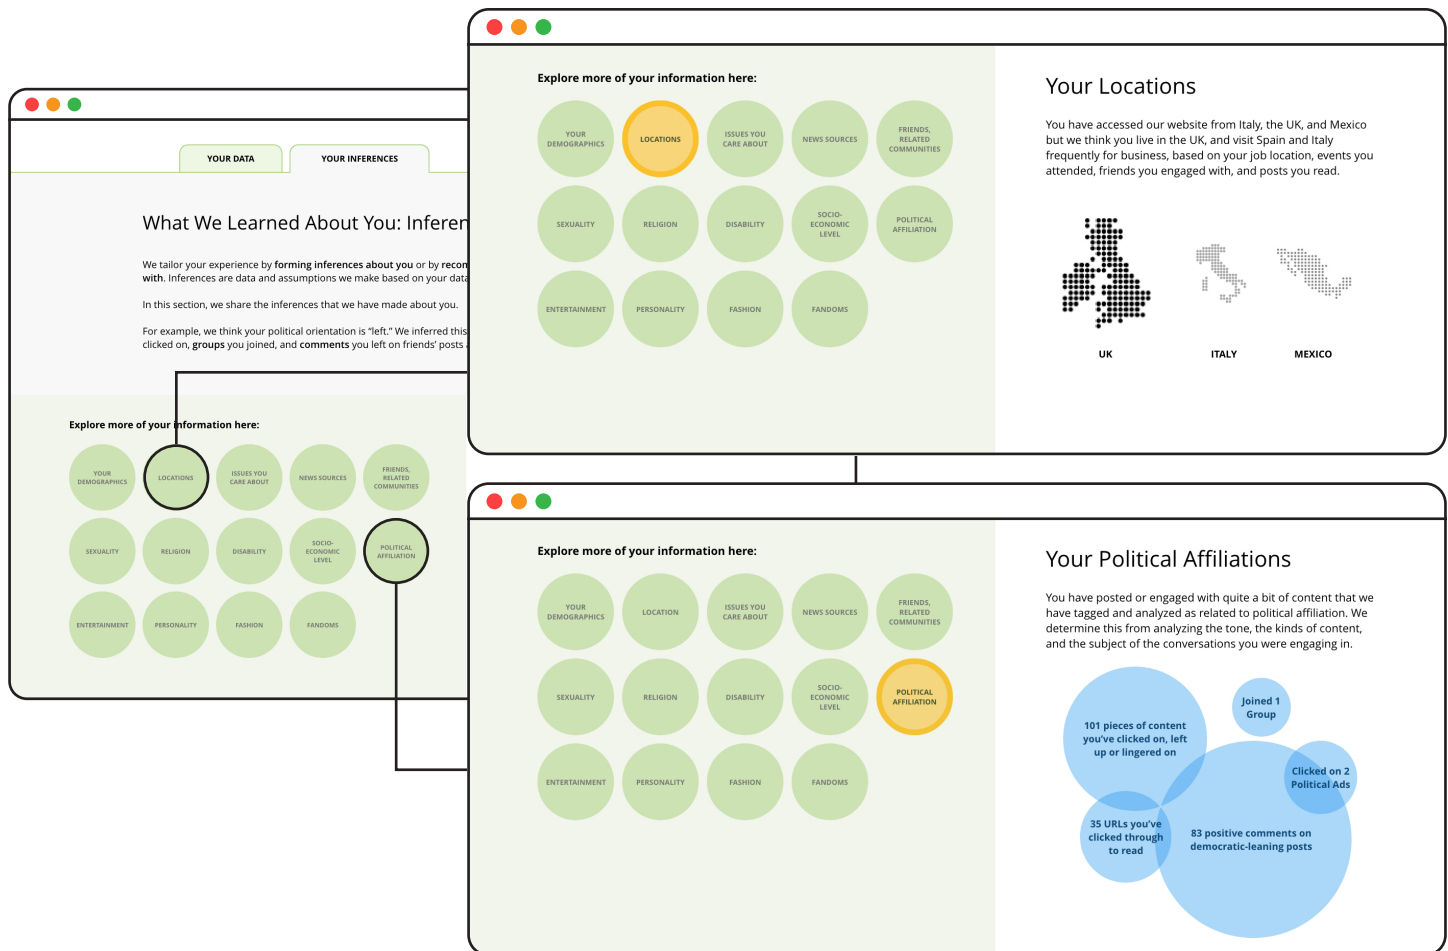 YOUR DATA
YOUR INFERENCES
What We Learned About You: Inferen
We tailor your experience by forming inferences about you or by recon
with. Inferences are data and assumptions we make based on your data
In this section, we share the inferences that we have made about you.
For example, we think your political orientation is “left.” We inferred this
clicked on, groups you joined, and comments you left on friends’ posts
Explore more of your information here:
YOUR
DEMOGRAPHICS
LOCATIONS
ISSUES YOU
CARE ABOUT
NEWS SOURCES
FRIENDS,
RELATED
COMMUNITIES
SEXUALITY
RELIGION
DISABILITY
SOCIO-
ECONOMIC
LEVEL
POLITICAL
AFFILIATION
ENTERTAINMENT
PERSONALITY
FASHION
FANDOMS
Explore more of your information here:
YOUR
DEMOGRAPHICS
LOCATIONS
ISSUES YOU
CARE ABOUT
NEWS SOURCES
FRIENDS,
RELATED
COMMUNITIES
SEXUALITY
RELIGION
DISABILITY
SOCIO-
ECONOMIC
LEVEL
POLITICAL
AFFILIATION
ENTERTAINMENT
PERSONALITY
FASHION
FANDOMS
Your Locations
You have accessed our website from Italy, the UK, and Mexico
but we think you live in the UK, and visit Spain and Italy
frequently for business, based on your job location, events you
attended, friends you engaged with, and posts you read.
UK
ITALY
MEXICO
Explore more of your information here:
YOUR
DEMOGRAPHICS
LOCATION
ISSUES YOU
CARE ABOUT
NEWS SOURCES
FRIENDS,
RELATED
COMMUNITIES
SEXUALITY
RELIGION
DISABILITY
SOCIO-
ECONOMIC
LEVEL
POLITICAL
AFFILIATION
ENTERTAINMENT
PERSONALITY
FASHION
FANDOMS
Your Political Affiliations
You have posted or engaged with quite a bit of content that we
have tagged and analyzed as related to political affiliation. We
determine this from analyzing the tone, the kinds of content,
and the subject of the conversations you were engaging in.
101 pieces of content
you’ve clicked on, left
up or lingered on
Joined 1
Group
Clicked on 2
Political Ads
35 URLs you’ve
clicked through
to read
83 positive comments on
democratic-leaning posts